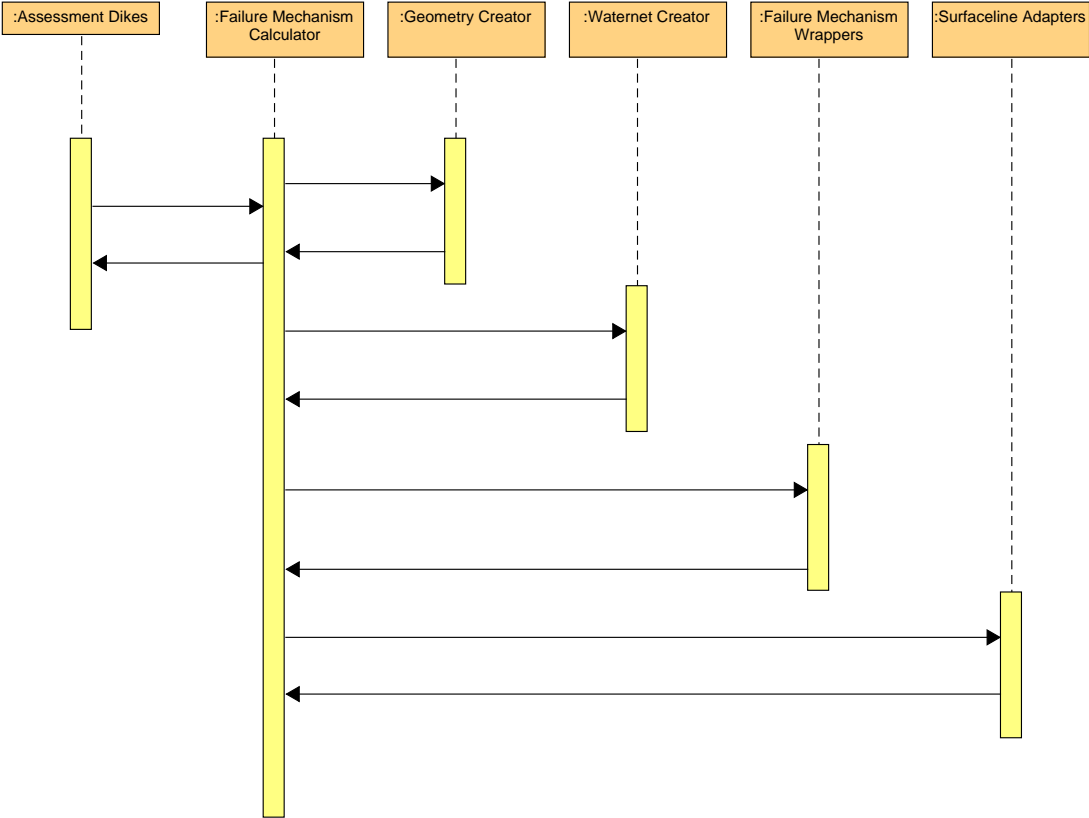 :Assessment Dikes
:Failure Mechanism
Calculator
:Geometry Creator
:Waternet Creator
:Failure Mechanism
Wrappers
:Surfaceline Adapters